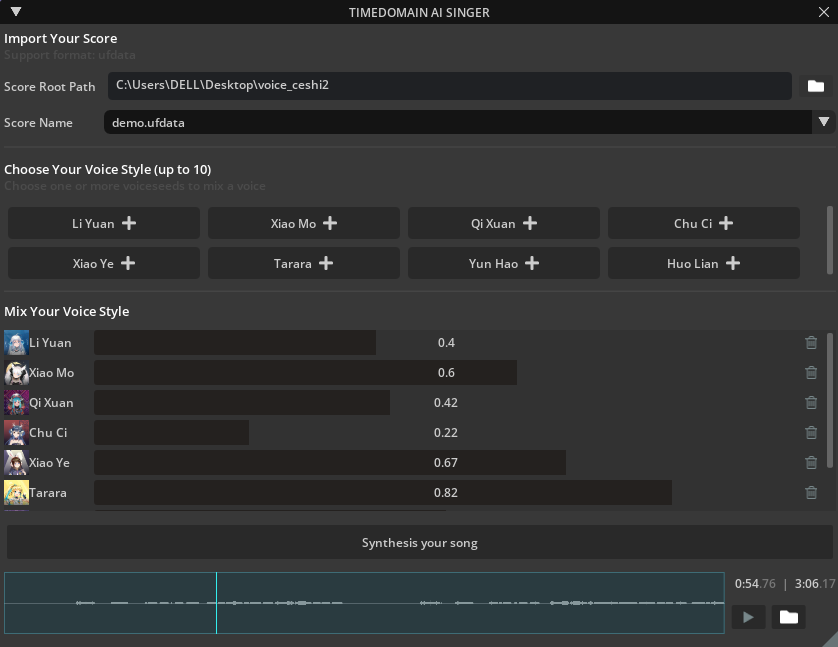 TIMEDOMAIN AI SINGER
Import Your Score
Support format: ufdata
Score Root Path C:\Users\DELL\Desktop\voice_ceshi2
Score Name demo.ufdata
Choose Your Voice Style (up to 10)
Choose one or more voiceseeds to mix a voice
Li Yuan Xiao Mo Qi Xuan Chu Ci
Xiao Ye Tarara Yun Hao Huo Lian
Mix Your Voice Style
Li Yuan 0.4
Xiao Mo 0.6
Qi Xuan 0.42
Chu Ci 0.22
Xiao Ye 0.67
Tarara 0.82
Synthesis your song
0:54.76 | 3:06.17